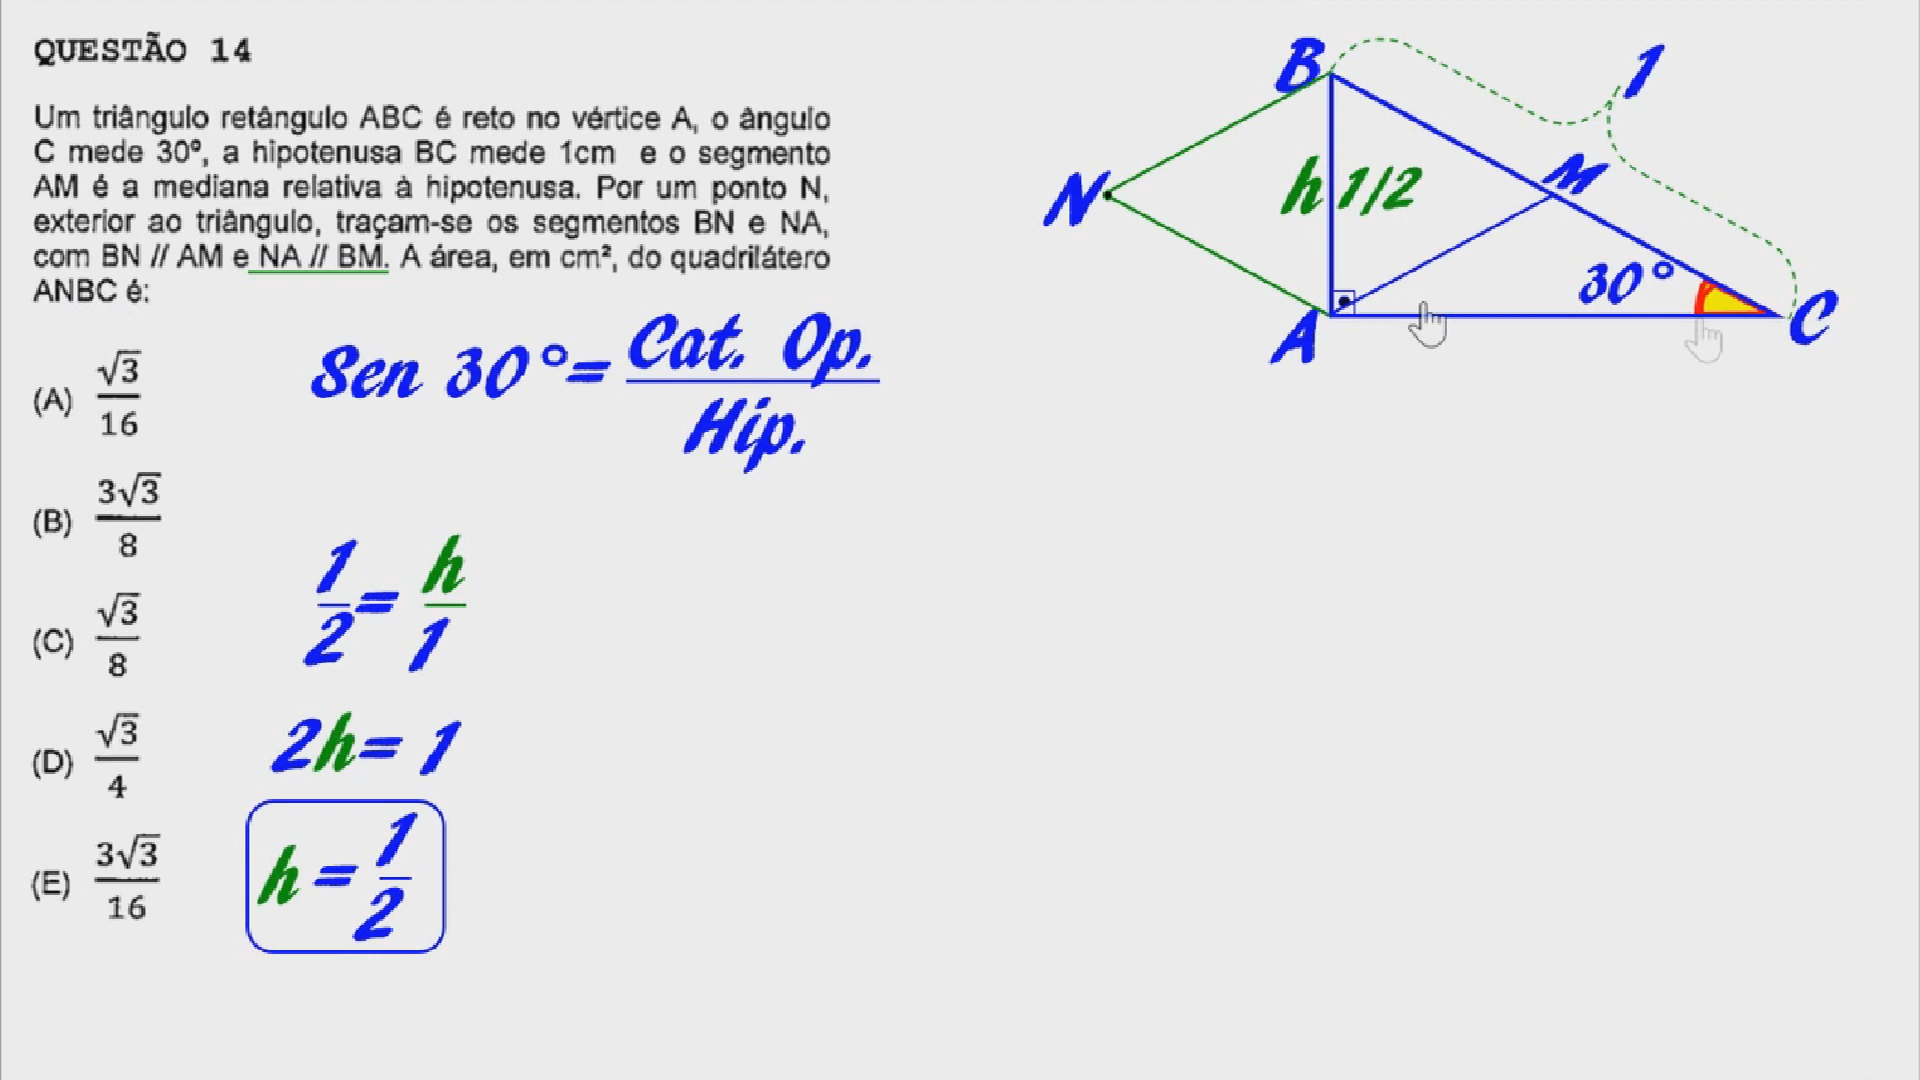 QUESTÃO 14
Um triângulo retângulo ABC é reto no vértice A, o ângulo
C mede 30º, a hipotenusa BC mede 1cm e o segmento
AM é a mediana relativa à hipotenusa. Por um ponto N,
exterior ao triângulo, traçam-se os segmentos BN e NA,
com BN // AM e NA // BM. A área, em cm², do quadrilátero
ANBC é:
(A) √3/16
(B) 3√3/8
(C) √3/8
(D) √3/4
(E) 3√3/16
Sen 30° = Cat. Op./Hip.
1/2 = h/1
2h = 1
h = 1/2
B
1
N
h 1/2
M
30°
A
C